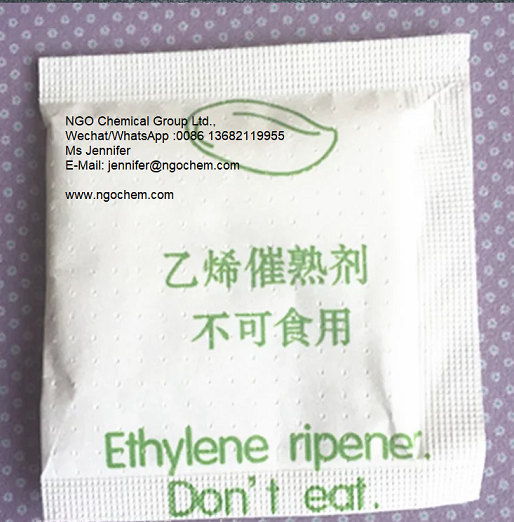 NGO Chemical Group Ltd.,
Wechat/WhatsApp :0086 13682119955
Ms Jennifer
E-Mail: jennifer@ngochem.com
www.ngochem.com
乙烯催熟剂
不可食用
Ethylene ripener.
Don't eat.